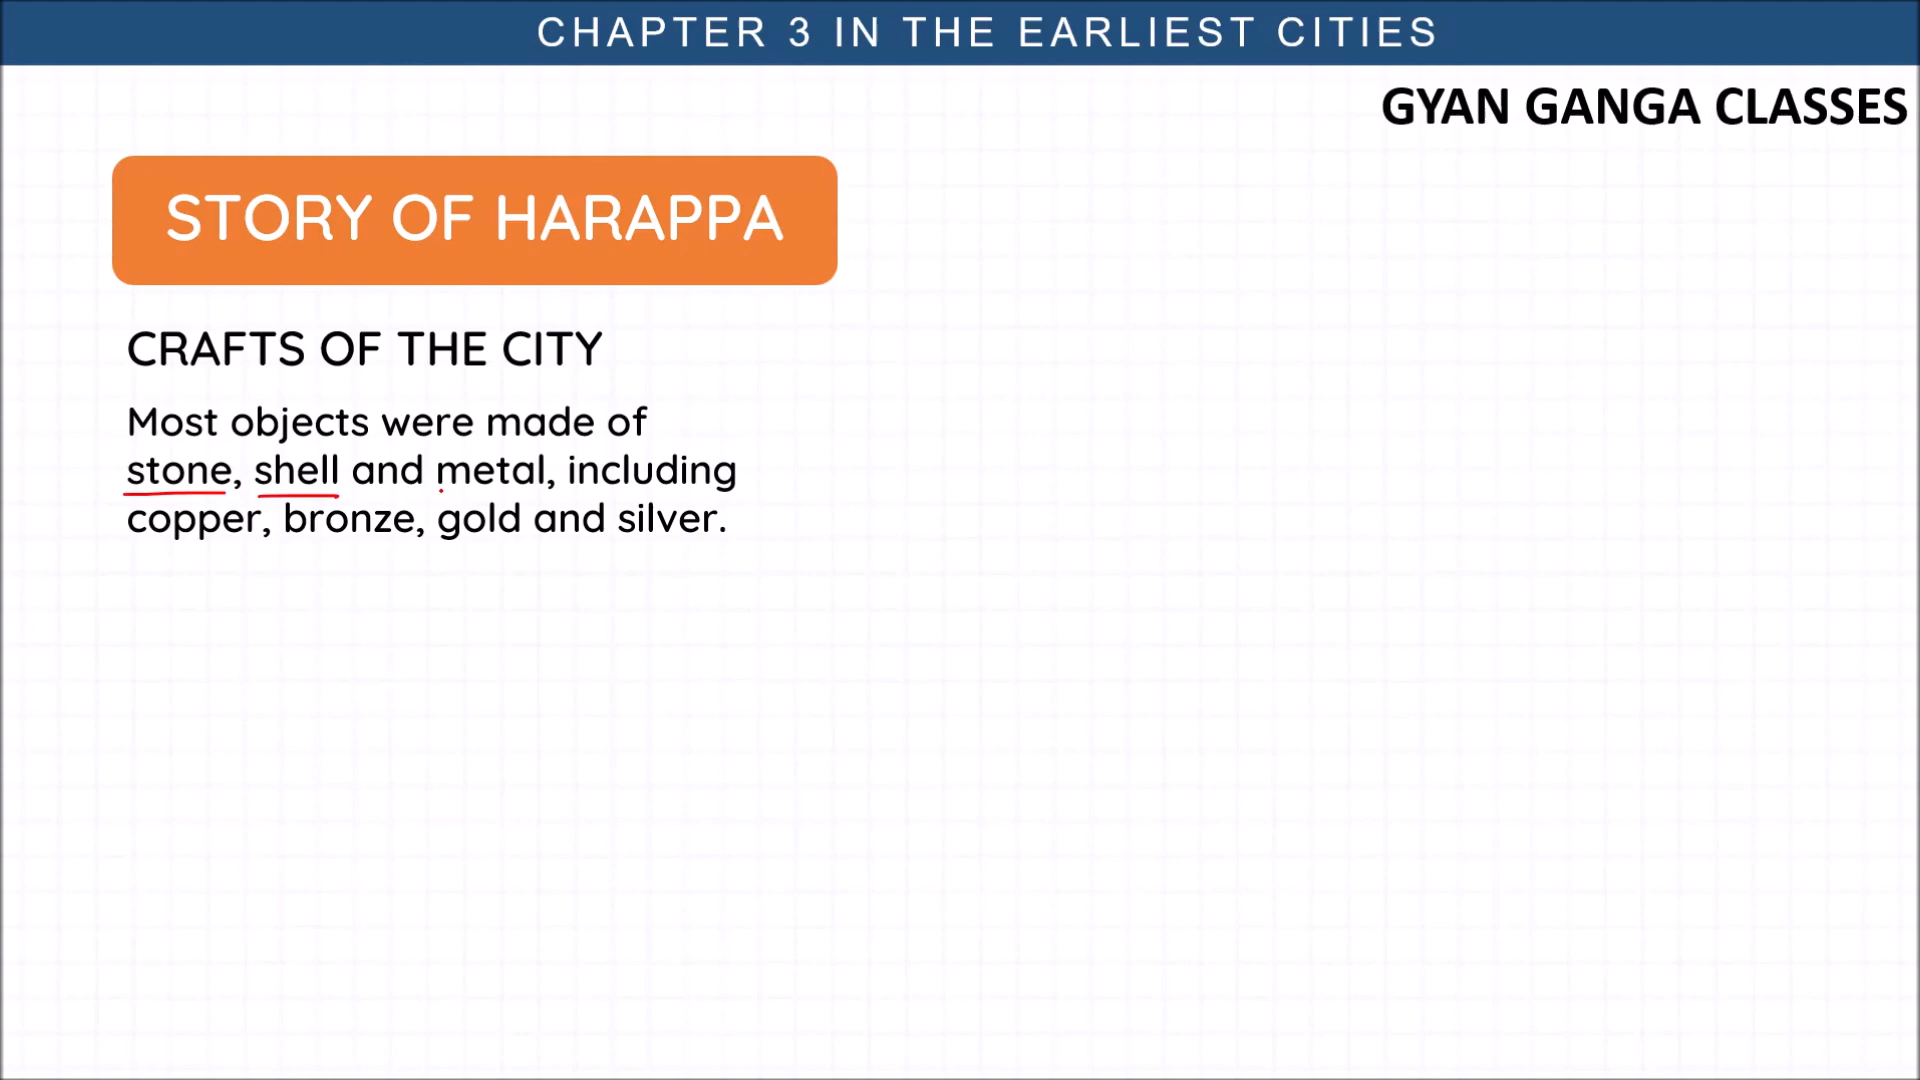 CHAPTER 3 IN THE EARLIEST CITIES
GYAN GANGA CLASSES
STORY OF HARAPPA
CRAFTS OF THE CITY
Most objects were made of
stone, shell and metal, including
copper, bronze, gold and silver.